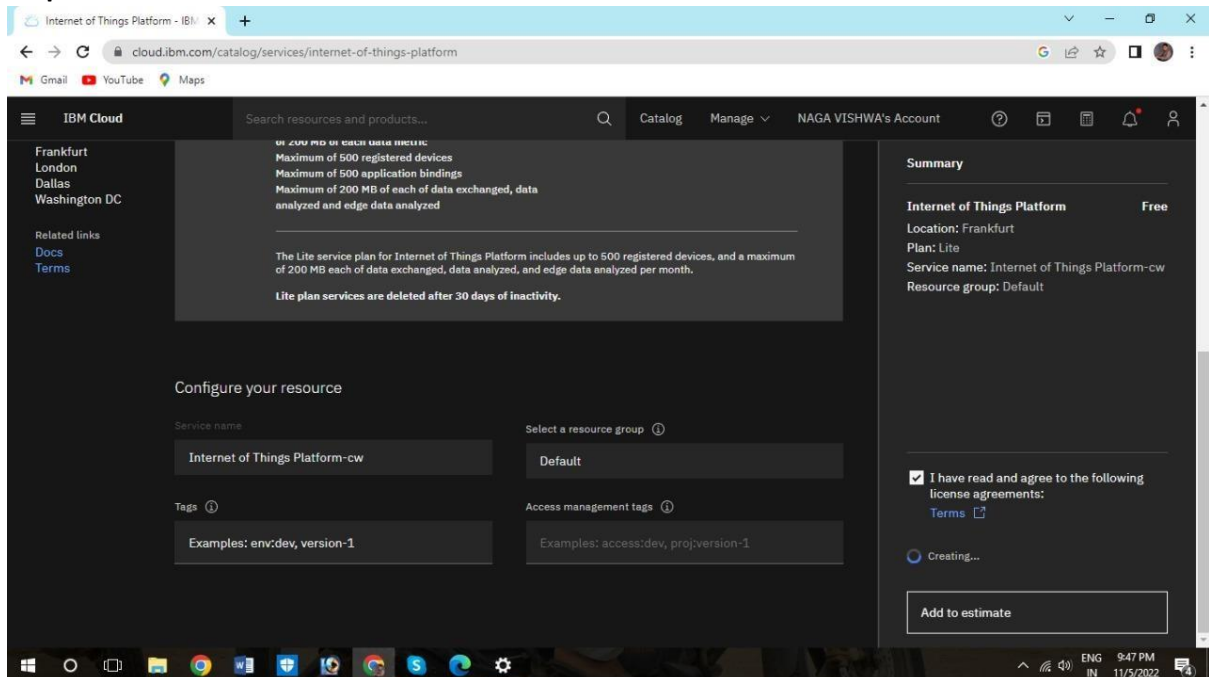 Internet of Things Platform - IBM
cloud.ibm.com/catalog/services/internet-of-things-platform
Gmail YouTube Maps
IBM Cloud Search resources and products... Catalog Manage NAGA VISHWA's Account
Frankfurt
London
Dallas
Washington DC
Related links
Docs
Terms
of 200 MB of each data metric
Maximum of 500 registered devices
Maximum of 500 application bindings
Maximum of 200 MB of each of data exchanged, data
analyzed and edge data analyzed
The Lite service plan for Internet of Things Platform includes up to 500 registered devices, and a maximum
of 200 MB each of data exchanged, data analyzed, and edge data analyzed per month.
Lite plan services are deleted after 30 days of inactivity.
Configure your resource
Service name
Internet of Things Platform-cw
Select a resource group
Default
Tags
Examples: env:dev, version-1
Access management tags
Examples: access:dev, proj:version-1
Summary
Internet of Things Platform Free
Location: Frankfurt
Plan: Lite
Service name: Internet of Things Platform-cw
Resource group: Default
I have read and agree to the following
license agreements:
Terms
Creating...
Add to estimate
ENG 9:47 PM
IN 11/5/2022